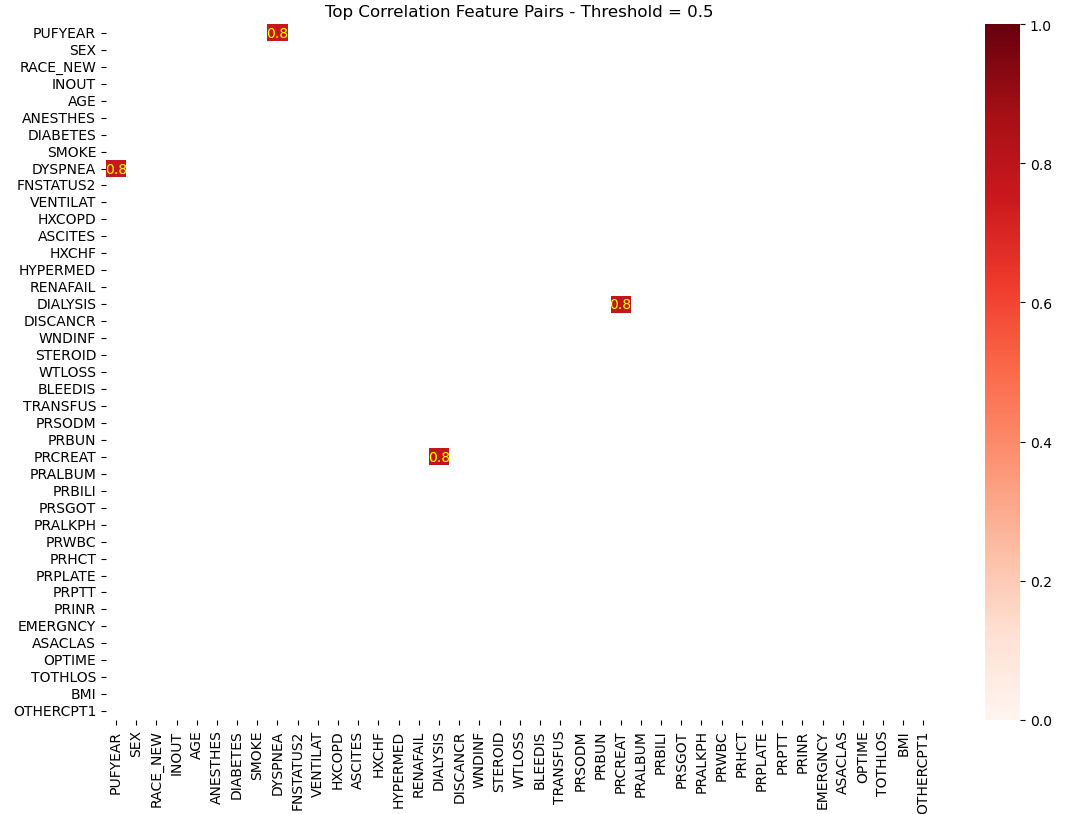 Top Correlation Feature Pairs - Threshold = 0.5
PUFYEAR
SEX
RACE_NEW
INOUT
AGE
ANESTHES
DIABETES
SMOKE
DYSPNEA
FNSTATUS2
VENTILAT
HXCOPD
ASCITES
HXCHF
HYPERMED
RENAFAIL
DIALYSIS
DISCANCR
WNDINF
STEROID
WTLOSS
BLEEDIS
TRANSFUS
PRSODM
PRBUN
PRCREAT
PRALBUM
PRBILI
PRSGOT
PRALKPH
PRWBC
PRHCT
PRPLATE
PRPTT
PRINR
EMERGNCY
ASACLAS
OPTIME
TOTHLOS
BMI
OTHERCPT1
0.8
0.8
0.8
0.8
PUFYEAR
SEX
RACE_NEW
INOUT
AGE
ANESTHES
DIABETES
SMOKE
DYSPNEA
FNSTATUS2
VENTILAT
HXCOPD
ASCITES
HXCHF
HYPERMED
RENAFAIL
DIALYSIS
DISCANCR
WNDINF
STEROID
WTLOSS
BLEEDIS
TRANSFUS
PRSODM
PRBUN
PRCREAT
PRALBUM
PRBILI
PRSGOT
PRALKPH
PRWBC
PRHCT
PRPLATE
PRPTT
PRINR
EMERGNCY
ASACLAS
OPTIME
TOTHLOS
BMI
OTHERCPT1
1.0
0.8
0.6
0.4
0.2
0.0